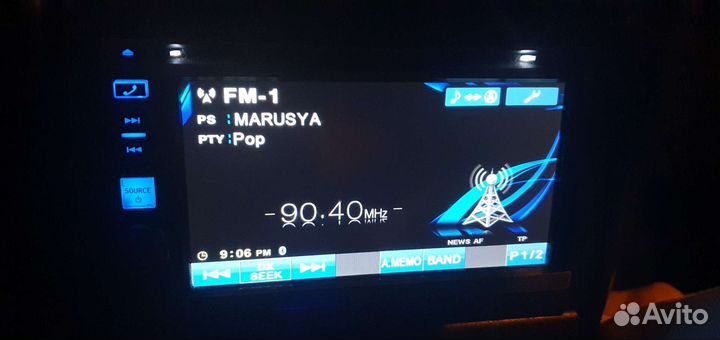 FM-1
PS :MARUSYA
PTY :Pop
-90.40MHz-
NEWS AF TP
9:06 PM
SOURCE
DX
SEEK
A.MEMO BAND P1/2
Avito